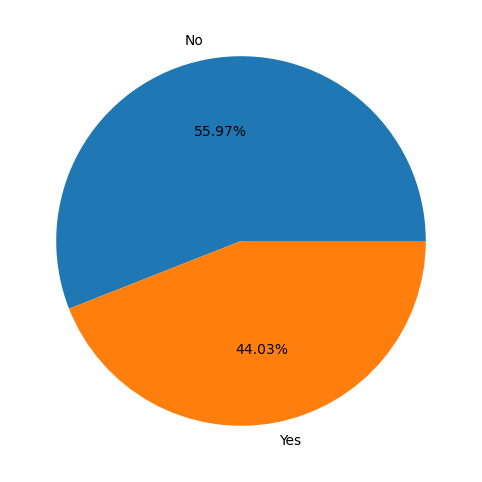 No
55.97%
44.03%
Yes